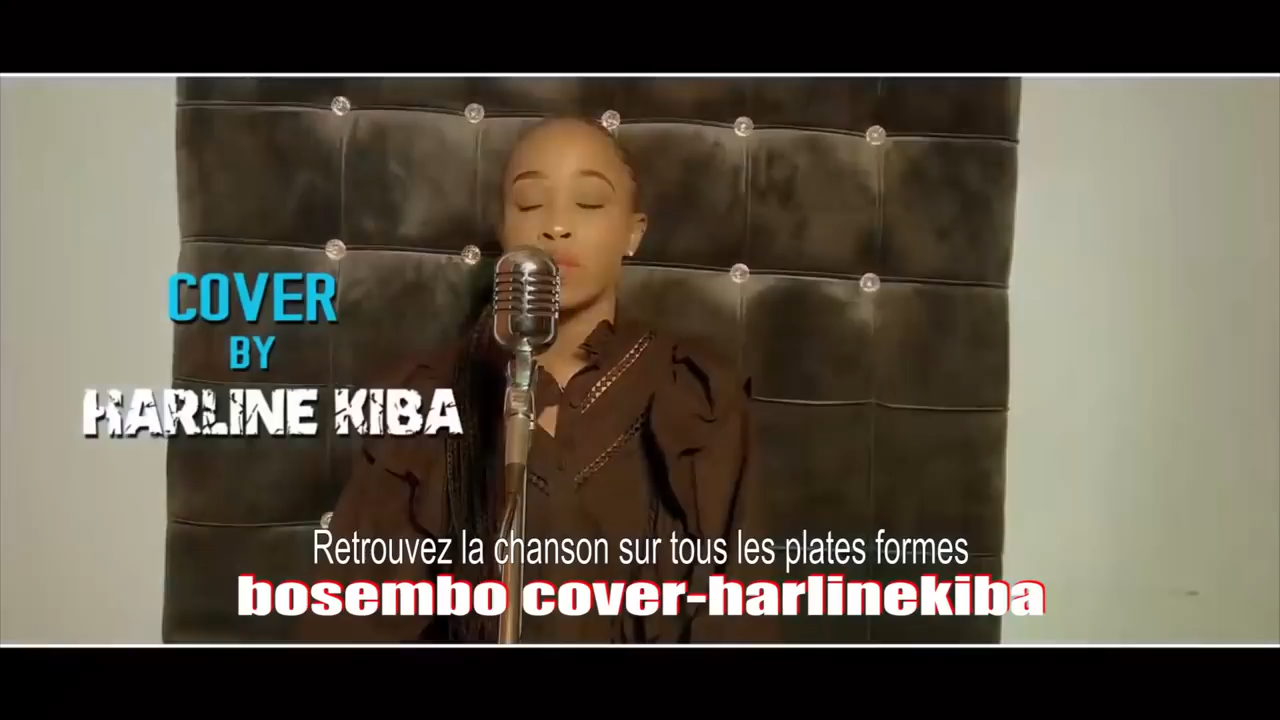 COVER
BY
HARLINE KIBA
Retrouvez la chanson sur tous les plates formes
bosembo cover-harlinekiba